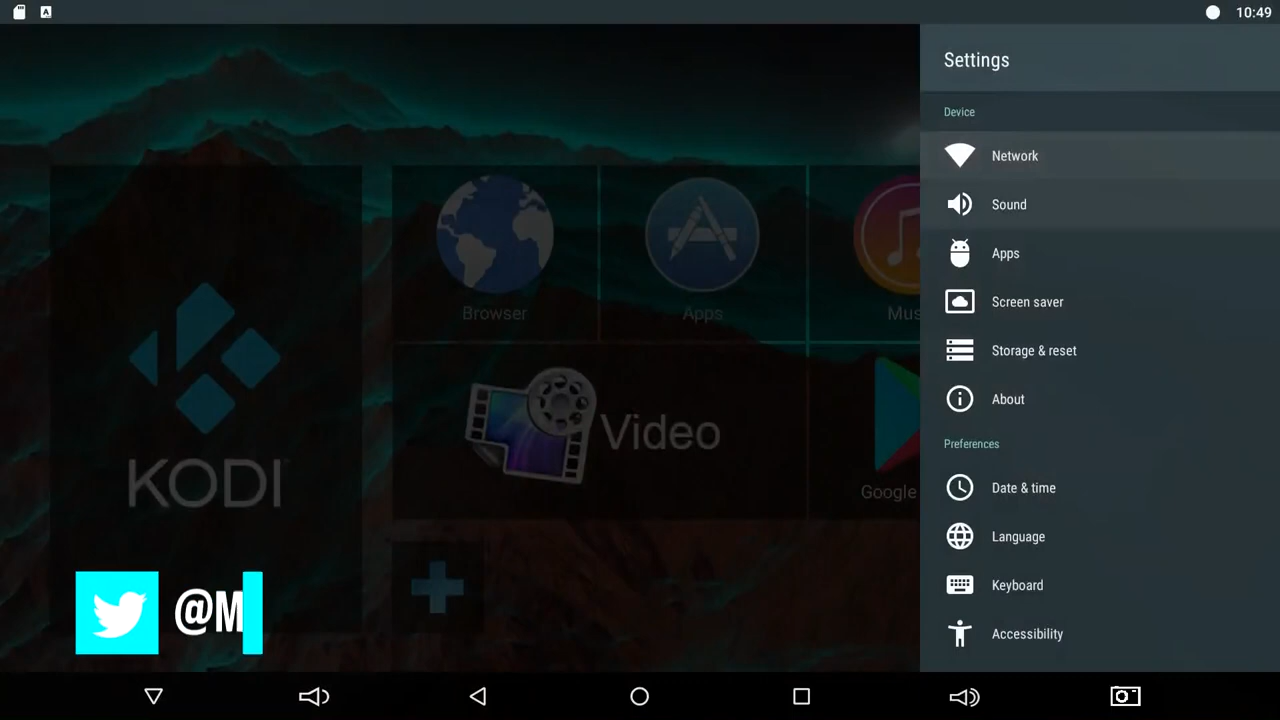 10:49
Settings
Device
Network
Sound
Apps
Screen saver
Storage & reset
About
Preferences
Date & time
Language
Keyboard
Accessibility
Browser
Apps
Mus
Video
Google
KODI
@M